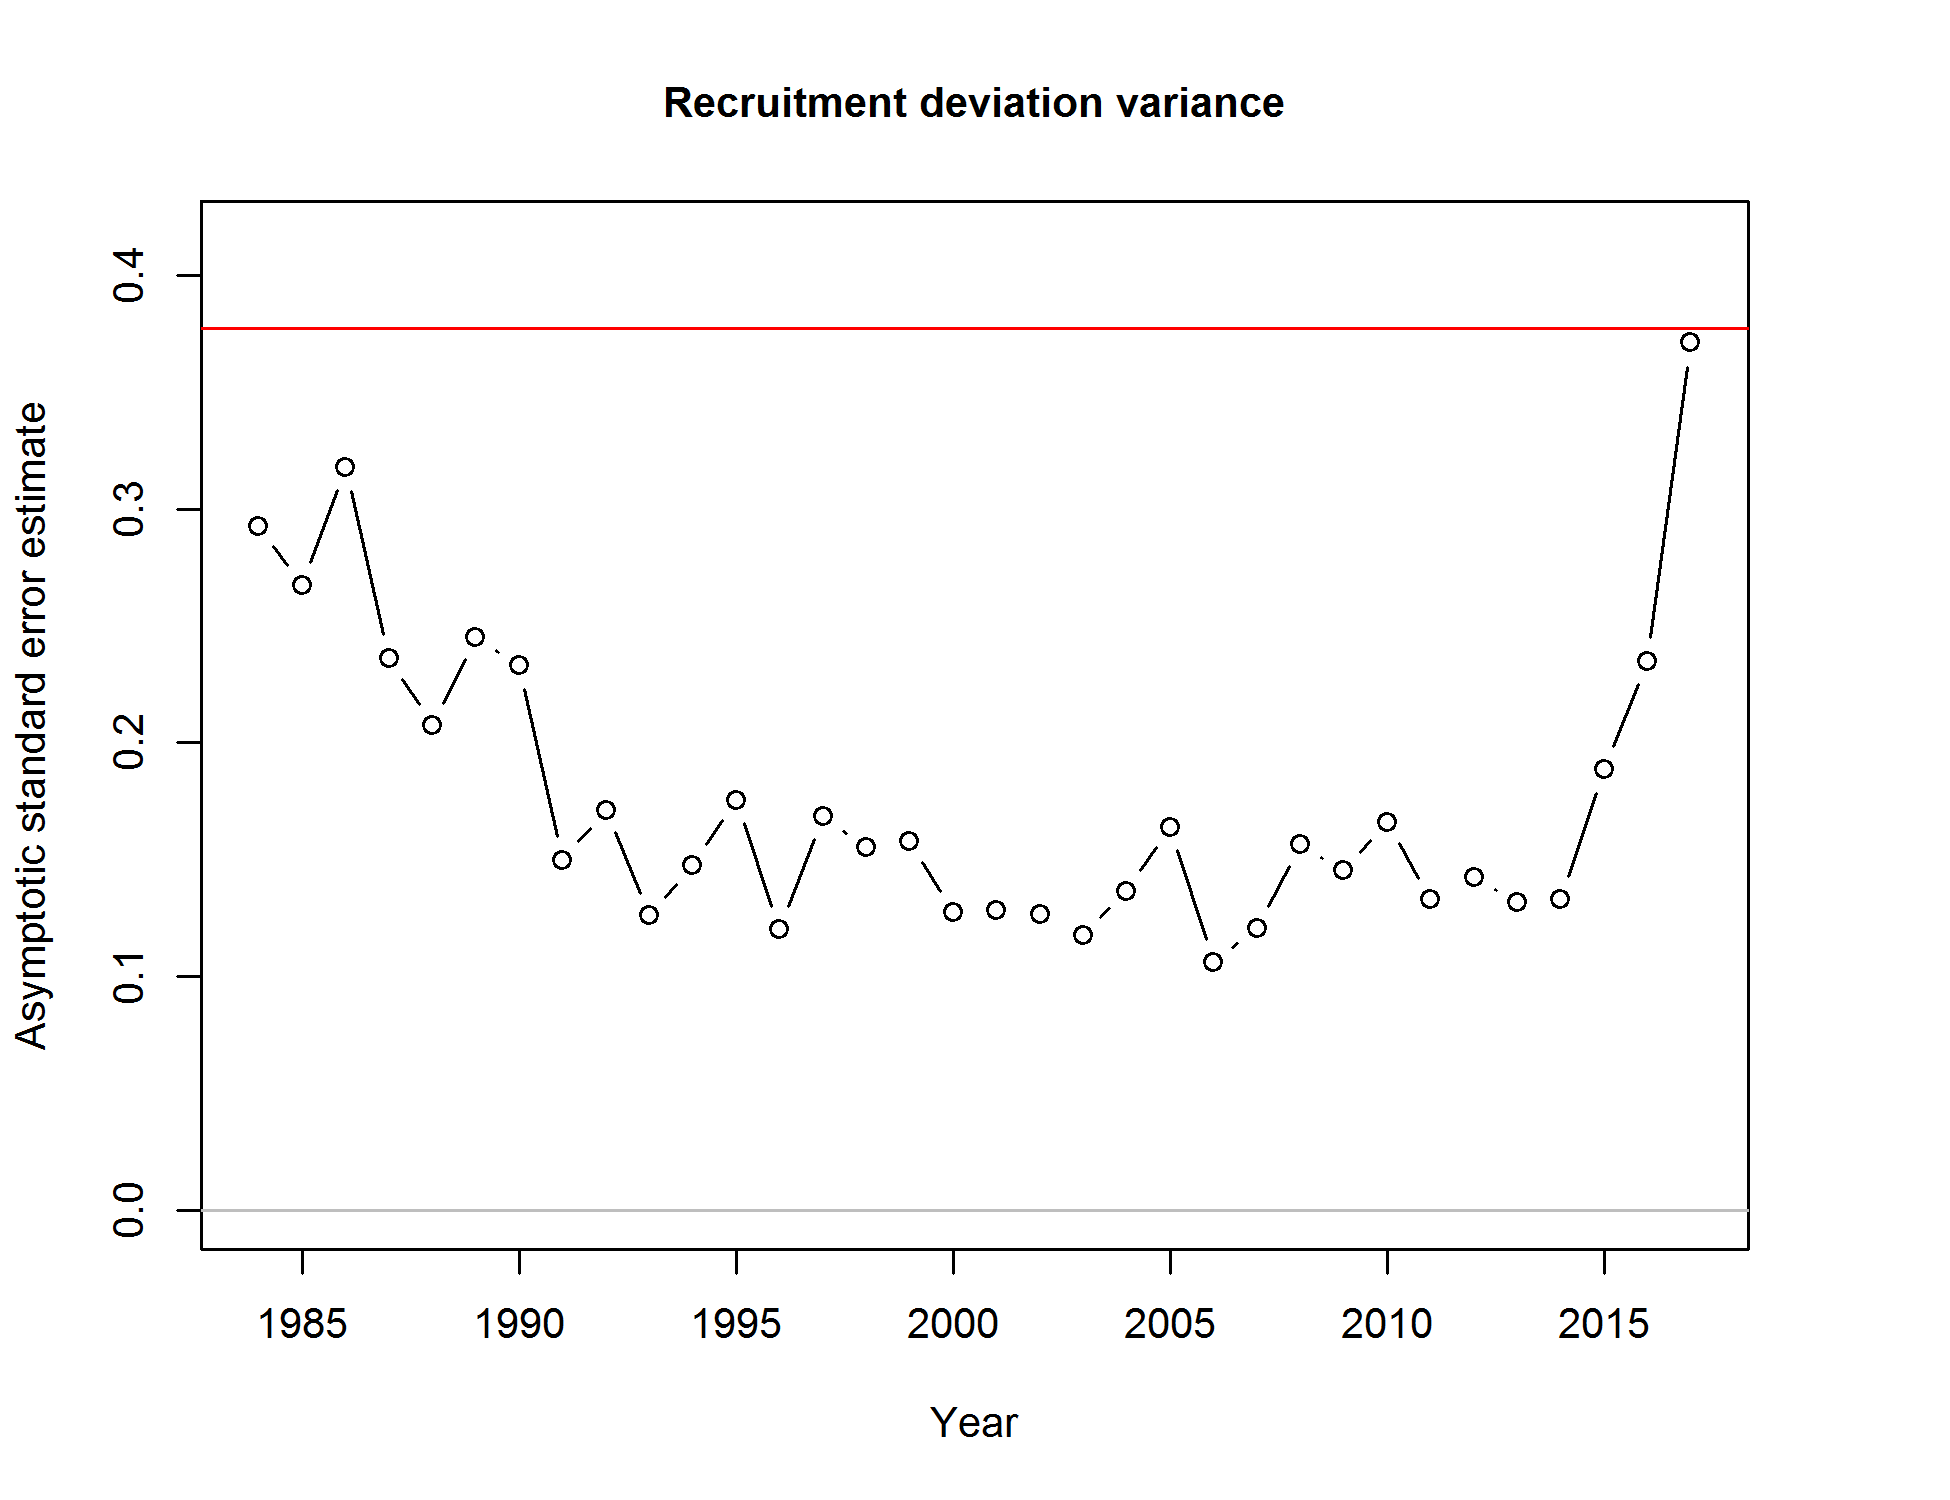 Recruitment deviation variance
Asymptotic standard error estimate
0.4
0.3
0.2
0.1
0.0
1985 1990 1995 2000 2005 2010 2015
Year